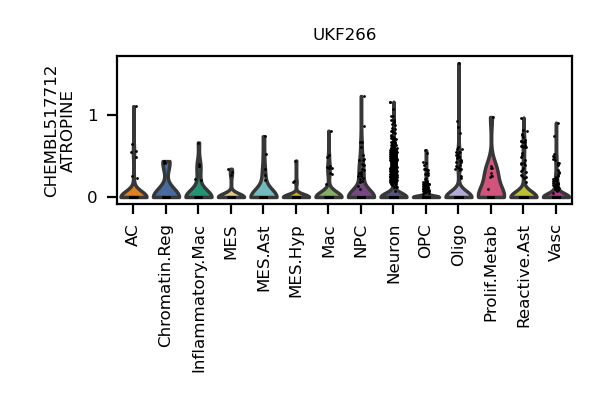 UKF266
CHEMBL517712
ATROPINE
1
0
AC
Chromatin.Reg
Inflammatory.Mac
MES
MES.Ast
MES.Hyp
Mac
NPC
Neuron
OPC
Oligo
Prolif.Metab
Reactive.Ast
Vasc